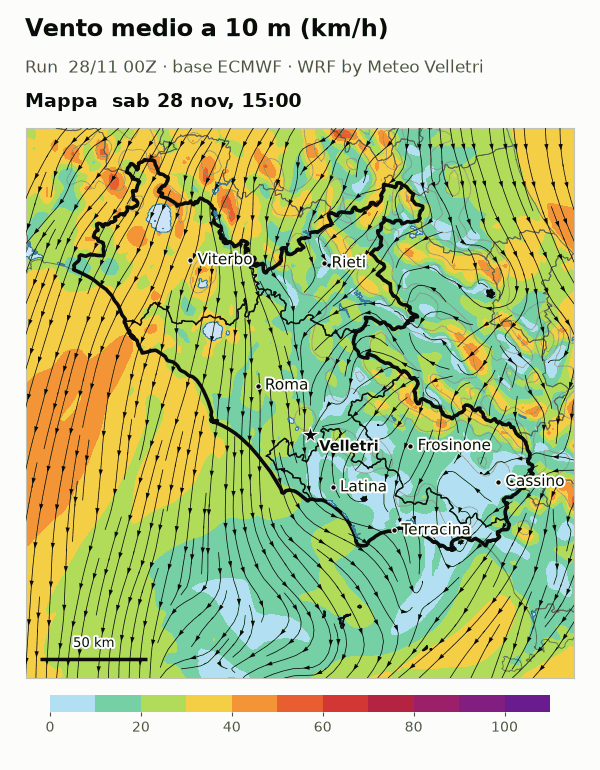 Vento medio a 10 m (km/h)
Run  28/11 00Z · base ECMWF · WRF by Meteo Velletri
Mappa  sab 28 nov, 15:00
Viterbo
Rieti
Roma
Velletri
Frosinone
Latina
Cassino
Terracina
50 km
0 20 40 60 80 100